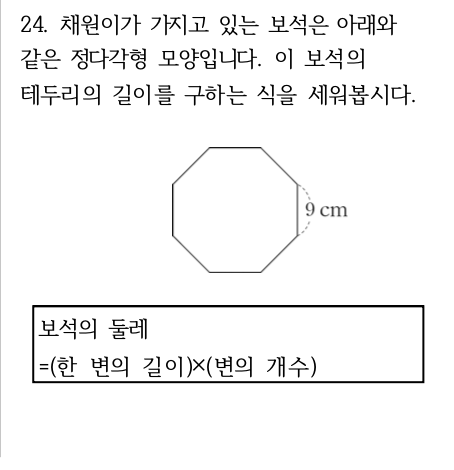 24. 채원이가 가지고 있는 보석은 아래와
같은 정다각형 모양입니다. 이 보석의
테두리의 길이를 구하는 식을 세워봅시다.
9 cm
보석의 둘레
=(한 변의 길이)×(변의 개수)